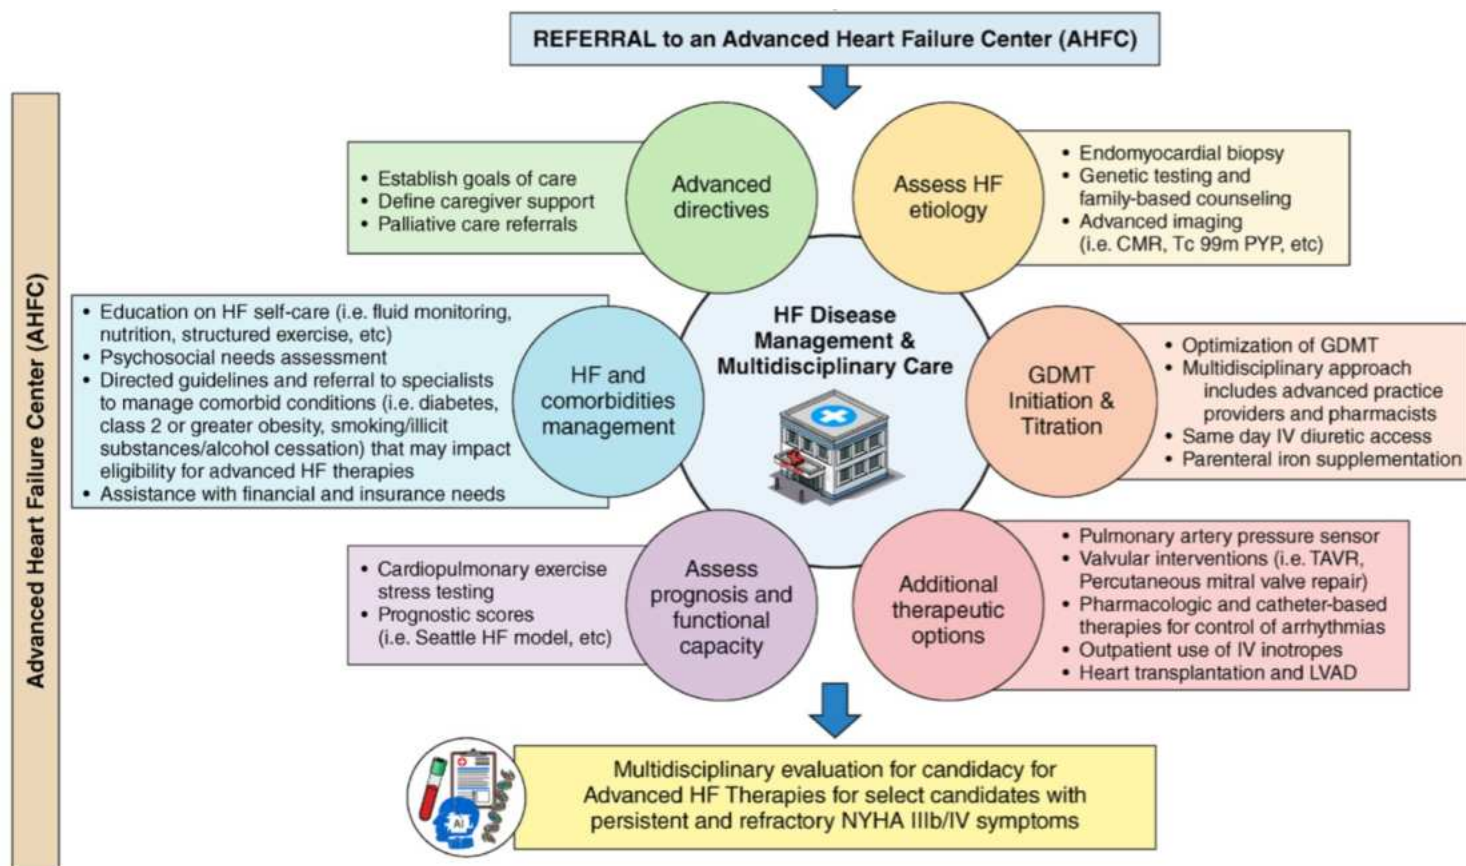 REFERRAL to an Advanced Heart Failure Center (AHFC)
Advanced Heart Failure Center (AHFC)
• Establish goals of care
• Define caregiver support
• Palliative care referrals
Advanced
directives
Assess HF
etiology
• Endomyocardial biopsy
• Genetic testing and
family-based counseling
• Advanced imaging
(i.e. CMR, Tc 99m PYP, etc)
• Education on HF self-care (i.e. fluid monitoring,
nutrition, structured exercise, etc)
• Psychosocial needs assessment
• Directed guidelines and referral to specialists
to manage comorbid conditions (i.e. diabetes,
class 2 or greater obesity, smoking/illicit
substances/alcohol cessation) that may impact
eligibility for advanced HF therapies
• Assistance with financial and insurance needs
HF and
comorbidities
management
HF Disease
Management &
Multidisciplinary Care
GDMT
Initiation &
Titration
• Optimization of GDMT
• Multidisciplinary approach
includes advanced practice
providers and pharmacists
• Same day IV diuretic access
• Parenteral iron supplementation
• Cardiopulmonary exercise
stress testing
• Prognostic scores
(i.e. Seattle HF model, etc)
Assess
prognosis and
functional
capacity
Additional
therapeutic
options
• Pulmonary artery pressure sensor
• Valvular interventions (i.e. TAVR,
Percutaneous mitral valve repair)
• Pharmacologic and catheter-based
therapies for control of arrhythmias
• Outpatient use of IV inotropes
• Heart transplantation and LVAD
AI
Multidisciplinary evaluation for candidacy for
Advanced HF Therapies for select candidates with
persistent and refractory NYHA IIIb/IV symptoms